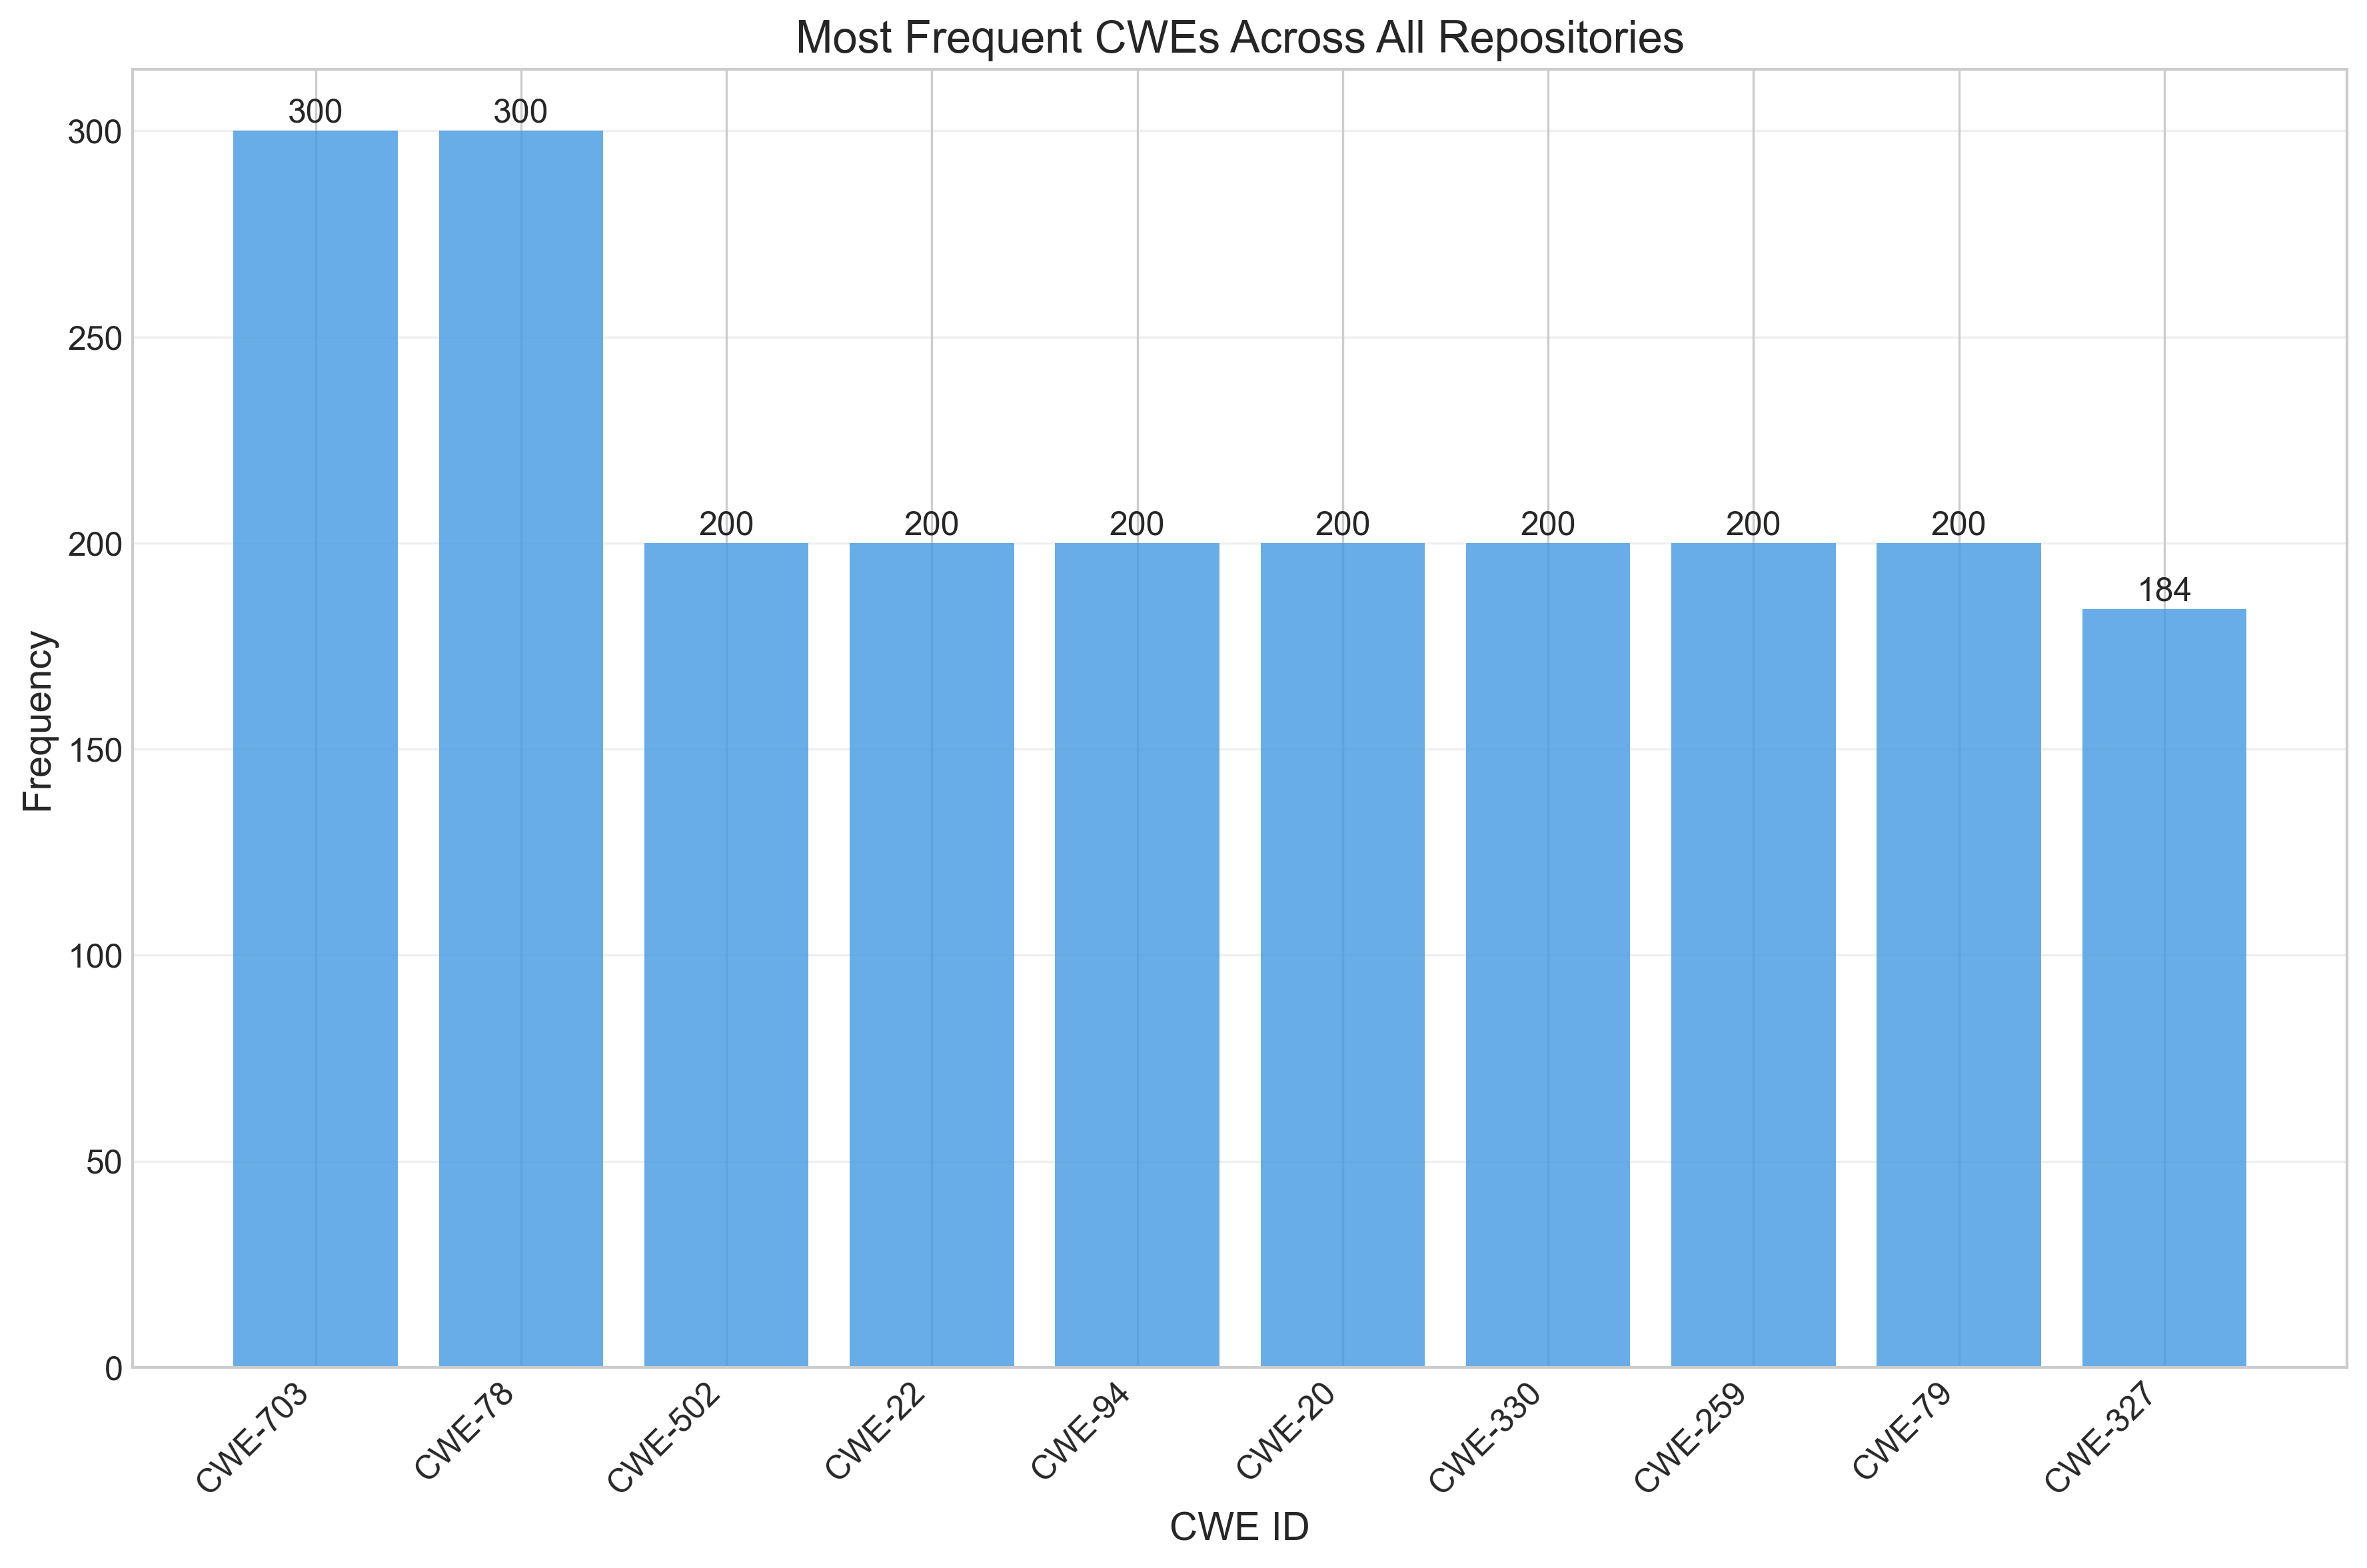 Most Frequent CWEs Across All Repositories
300 300
200 200 200 200 200 200 200
184
300
250
200
150
100
50
0
Frequency
CWE-703 CWE-78 CWE-502 CWE-22 CWE-94 CWE-20 CWE-330 CWE-259 CWE-79 CWE-327
CWE ID